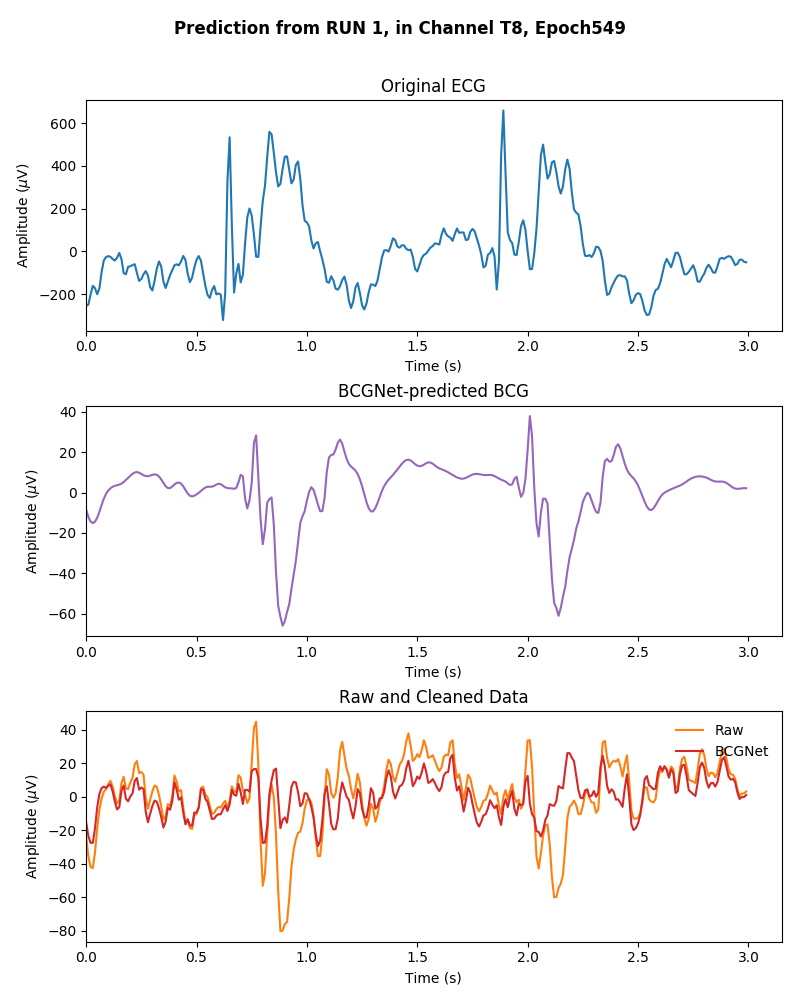 Prediction from RUN 1, in Channel T8, Epoch549
Original ECG
600
400
200
0
−200
Amplitude (μV)
0.0 0.5 1.0 1.5 2.0 2.5 3.0
Time (s)
BCGNet-predicted BCG
40
20
0
−20
−40
−60
Amplitude (μV)
0.0 0.5 1.0 1.5 2.0 2.5 3.0
Time (s)
Raw and Cleaned Data
Raw
BCGNet
40
20
0
−20
−40
−60
−80
Amplitude (μV)
0.0 0.5 1.0 1.5 2.0 2.5 3.0
Time (s)